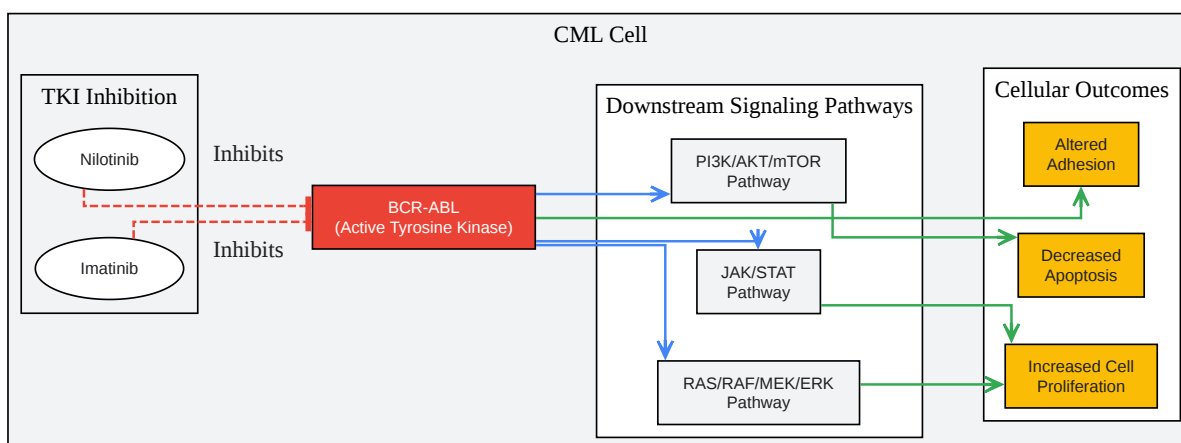 CML Cell
TKI Inhibition
Nilotinib
Inhibits
Imatinib
Inhibits
BCR-ABL
(Active Tyrosine Kinase)
Downstream Signaling Pathways
PI3K/AKT/mTOR
Pathway
JAK/STAT
Pathway
RAS/RAF/MEK/ERK
Pathway
Cellular Outcomes
Altered
Adhesion
Decreased
Apoptosis
Increased Cell
Proliferation